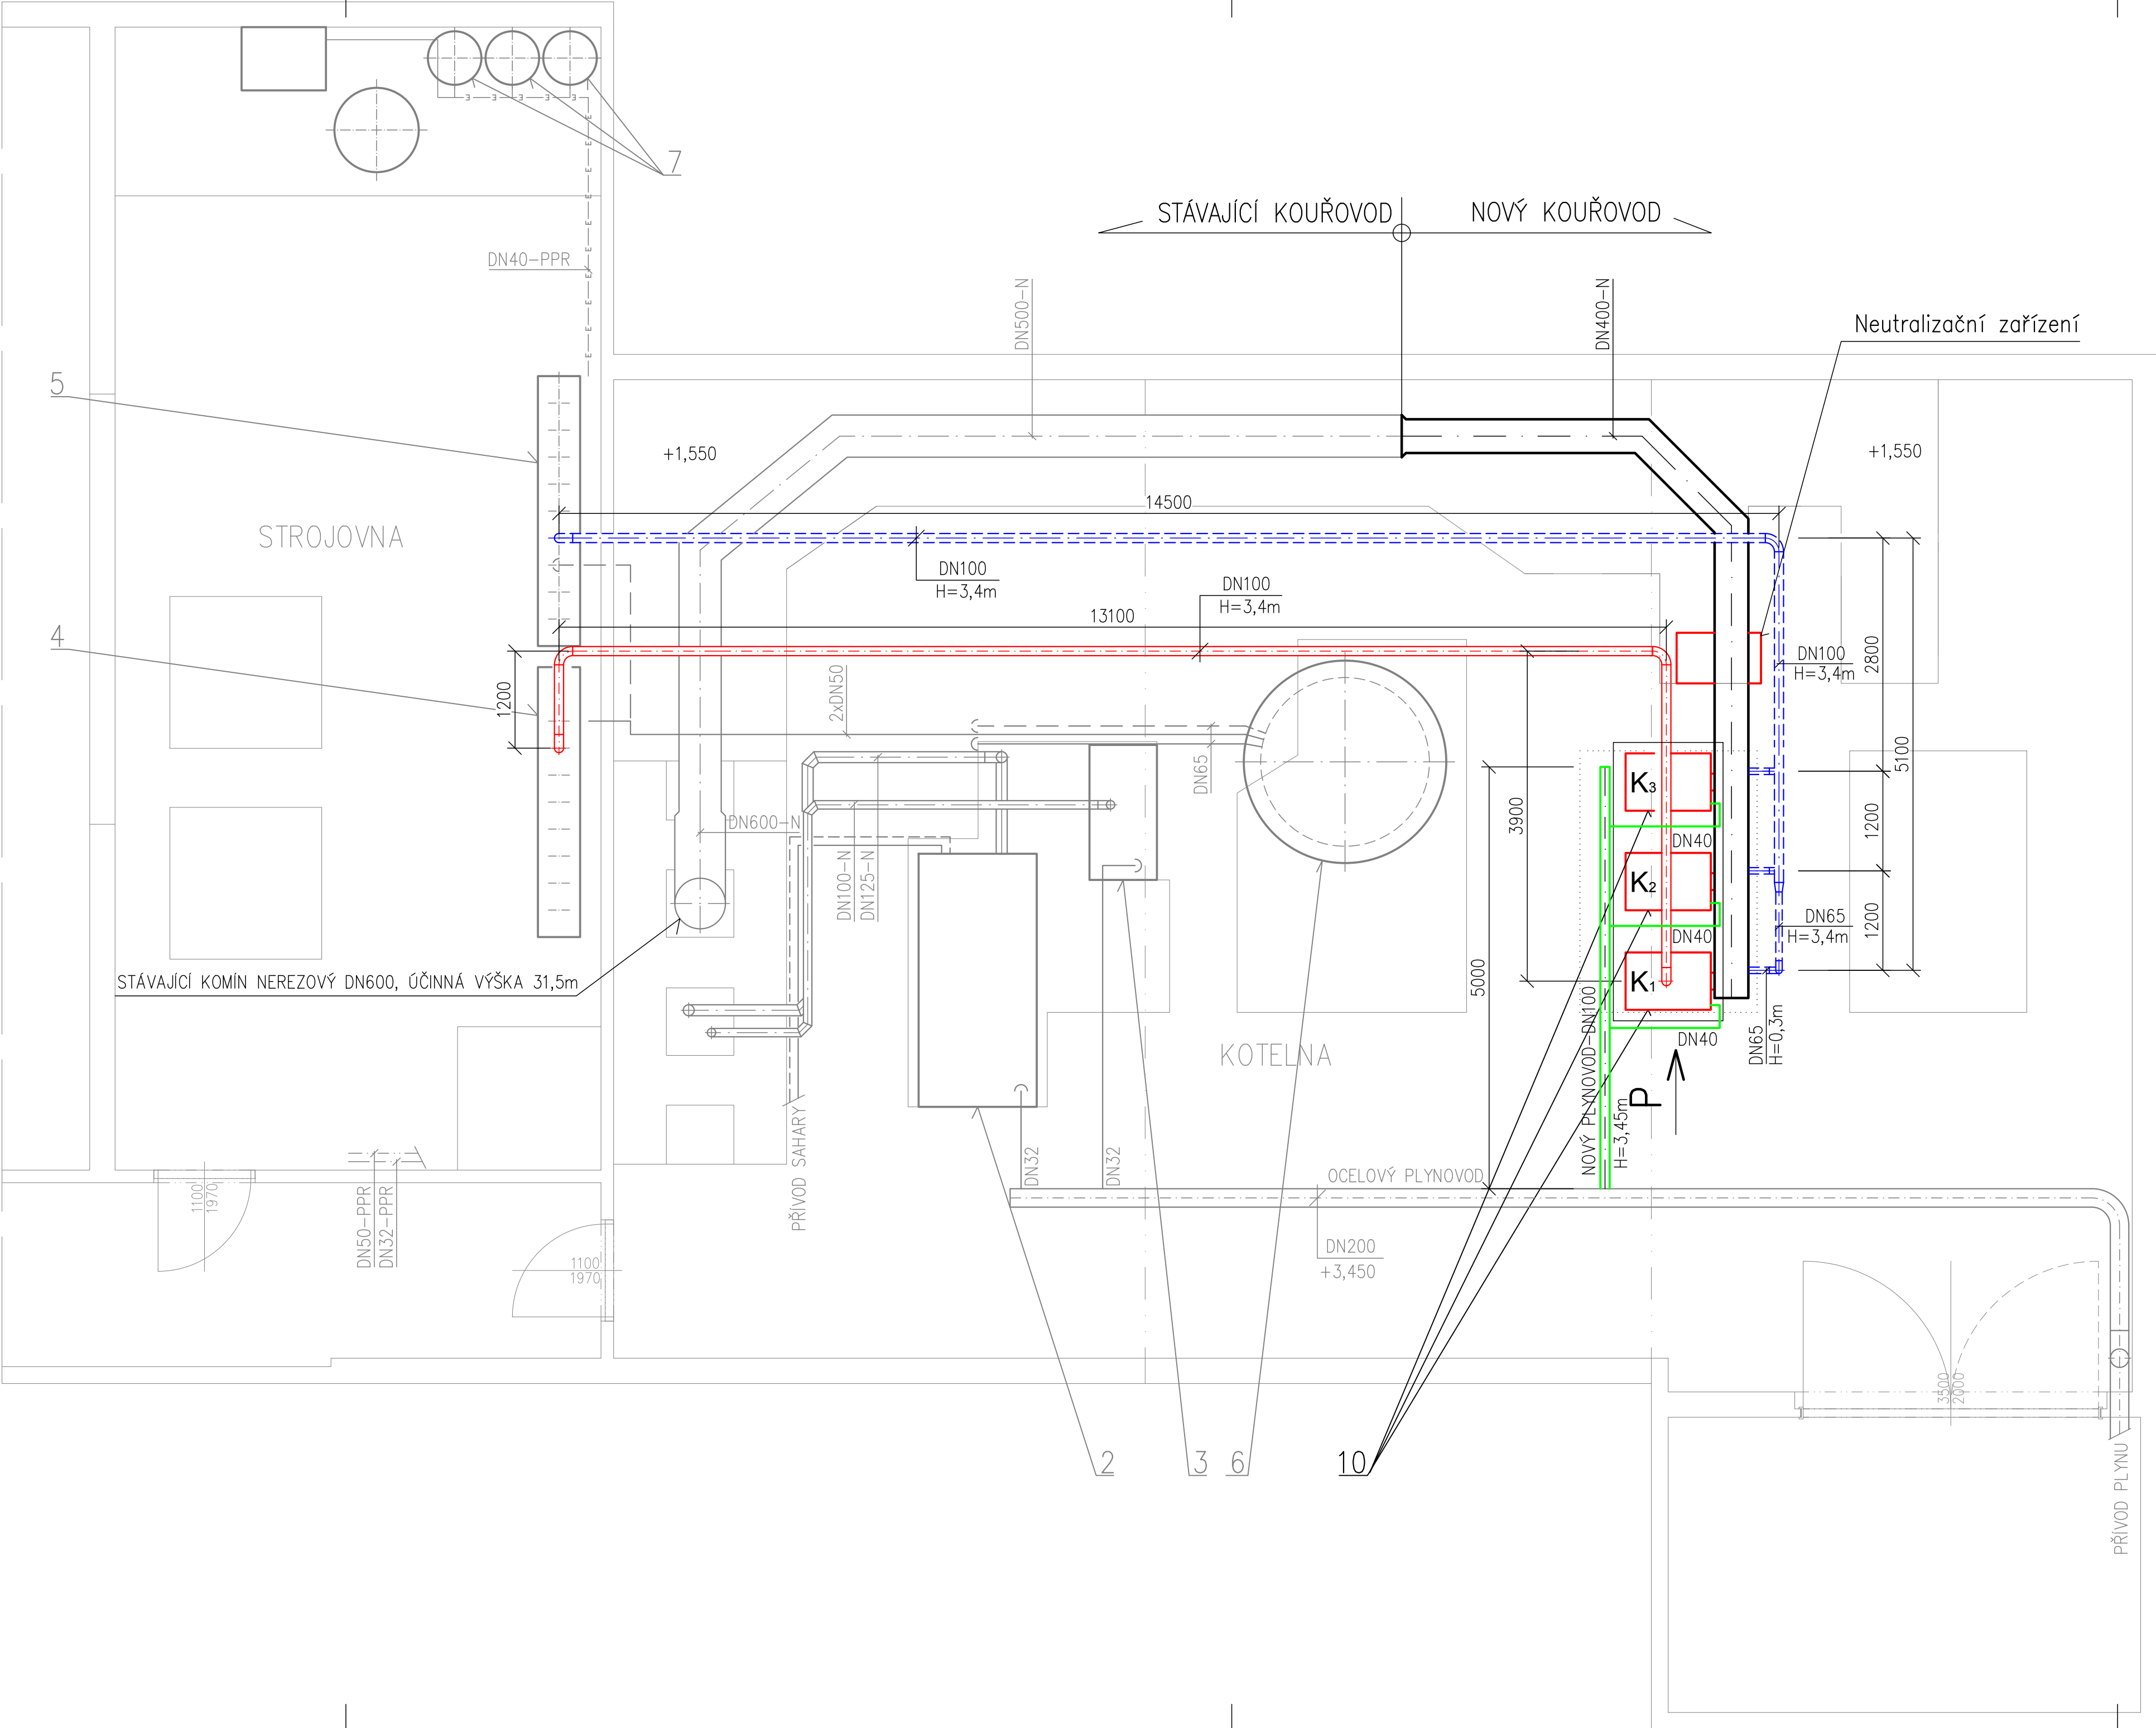 7
STÁVAJÍCÍ KOUŘOVOD
NOVÝ KOUŘOVOD
DN40-PPR
DN500-N
DN400-N
Neutralizační zařízení
5
+1,550
+1,550
14500
STROJOVNA
DN100
H=3,4m
DN100
H=3,4m
13100
4
1200
2xDN50
DN65
DN100
H=3,4m
2800
5100
3900
K3
DN40
1200
DN600-N
DN100-N
DN125-N
K2
DN40
DN65
H=3,4m
1200
5000
K1
DN40
STÁVAJÍCÍ KOMÍN NEREZOVÝ DN600, ÚČINNÁ VÝŠKA 31,5m
NOVÝ PLYNOVOD-DN100
H=3,45m
DN65
H=0,3m
KOTELNA
P
PŘÍVOD SAHARY
DN32
DN32
OCELOVÝ PLYNOVOD
DN200
+3,450
1100
1970
DN50-PPR
DN32-PPR
1100
1970
3500
2000
2
3
6
10
PŘÍVOD PLYNU